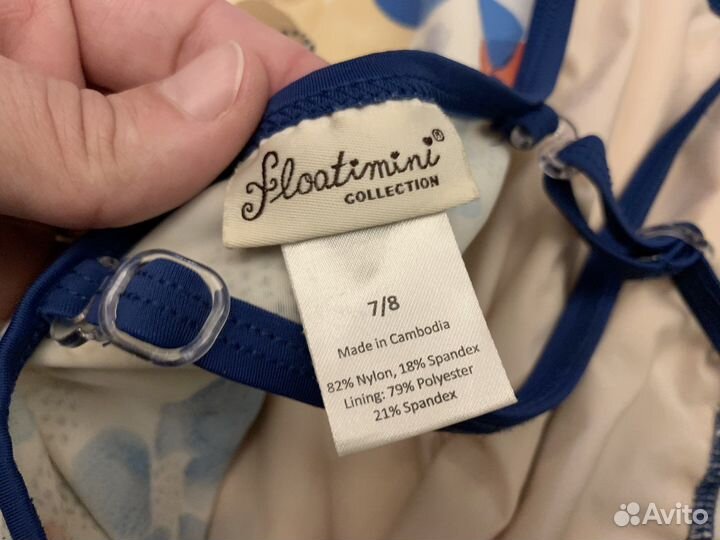 floatimini®
COLLECTION
7/8
Made in Cambodia
82% Nylon, 18% Spandex
Lining: 79% Polyester
21% Spandex
Avito